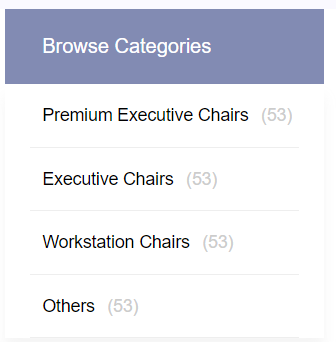 Browse Categories
Premium Executive Chairs (53)
Executive Chairs (53)
Workstation Chairs (53)
Others (53)